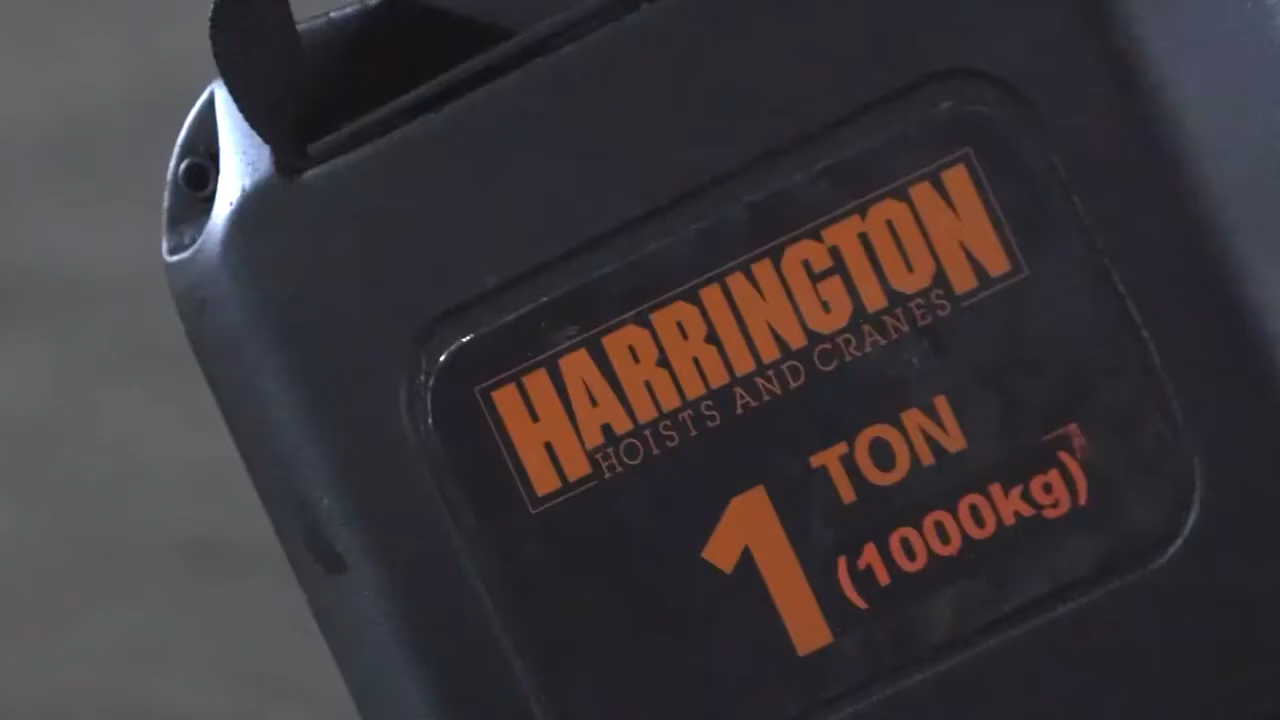 HARRINGTON
HOISTS AND CRANES
1 TON
(1000kg)